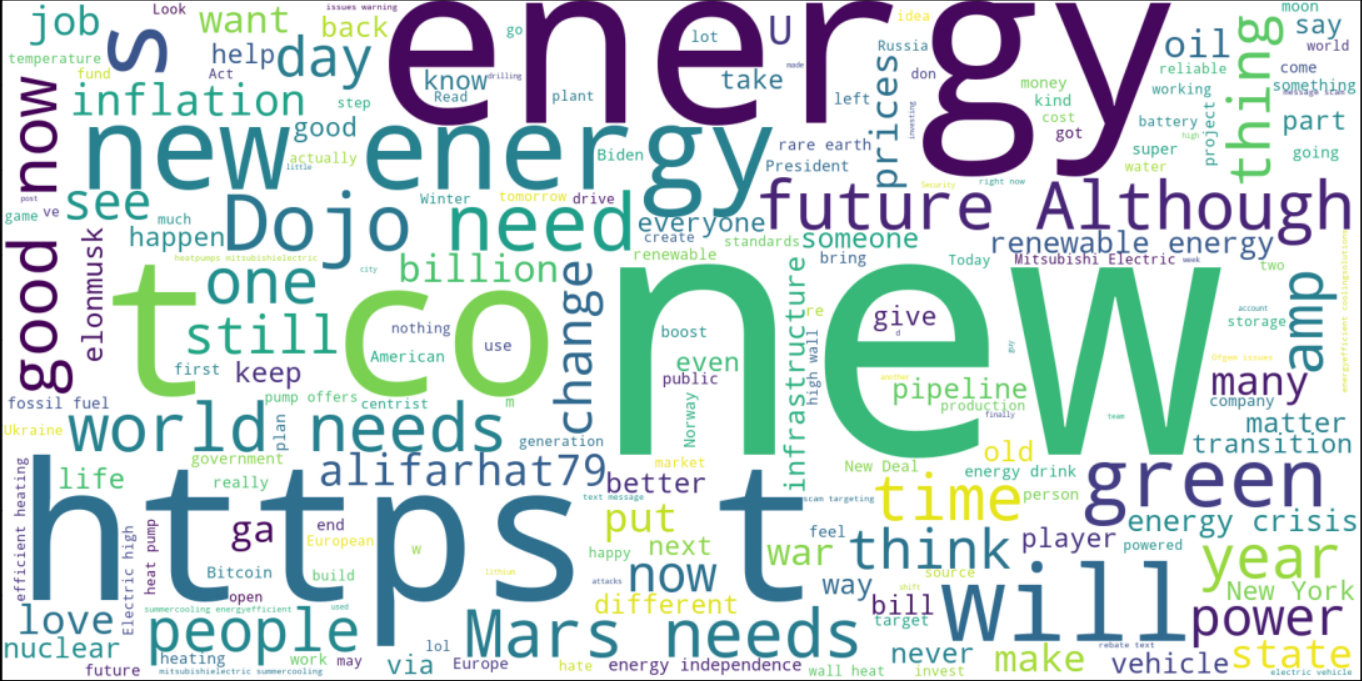 job
Look
issues warning
want
back
energy
go
lot
U
idea
moon
say
oil
thing
temperature
fund
s
help
day
Act
know
drilling
made
take
Russia
reliable
come
world
something
message scam
now
inflation
step
Read
plant
left
prices
don
money
kind
cost
got
working
battery
high
project
part
investing
new energy
good
actually
little
Biden
rare earth
President
super
water
going
post
game
ve
see
much
happen
Winter
tomorrow
drive
Security
right now
Dojo
need
everyone
create
standards
future Although
someone
renewable energy
good
elonmusk
heatpumps mitsubishielectric
city
billion
change
renewable
bring
Today
Mitsubishi Electric
week
two
one
t co
new
still
nothing
use
American
boost
even
public
infrastructure
re
give
d
high wall
guy
account
storage
amp
energyefficient coolingsolutions
Ofgem issues
first
keep
fossil fuel
pump offers
centrist
m
Norway
another
pipeline
production
finally
team
many
company
Ukraine
world needs
plan
generation
matter
transition
government
really
alifarhat79
market
better
New Deal
old
energy drink
person
green
life
https t
efficient heating
text message
scam targeting
time
energy crisis
ga
end
European
w
put
happy
next
war
feel
think
player
powered
year
Electric high
heat pump
Bitcoin
build
open
lithium
attacks
now
way
source
shift
New York
love
summercooling energyefficient
used
different
bill
target
will
power
nuclear
people
lol
Mars needs
never
rebate text
state
heating
work
may
via
Europe
hate
energy independence
wall heat
invest
make
vehicle
future
mitsubishielectric summercooling
electric vehicle